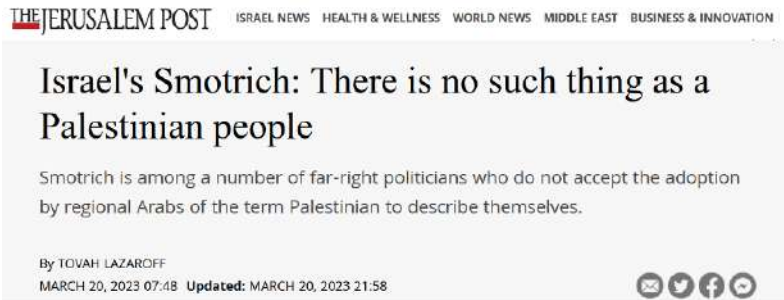 THE JERUSALEM POST ISRAEL NEWS HEALTH & WELLNESS WORLD NEWS MIDDLE EAST BUSINESS & INNOVATION
Israel's Smotrich: There is no such thing as a
Palestinian people
Smotrich is among a number of far-right politicians who do not accept the adoption
by regional Arabs of the term Palestinian to describe themselves.
By TOVAH LAZAROFF
MARCH 20, 2023 07:48 Updated: MARCH 20, 2023 21:58